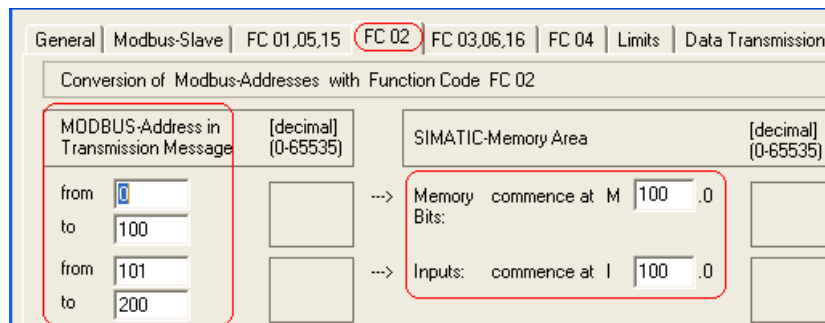 General Modbus-Slave FC 01,05,15 FC 02 FC 03,06,16 FC 04 Limits Data Transmission
Conversion of Modbus-Addresses with Function Code FC 02
MODBUS-Address in [decimal] SIMATIC-Memory Area [decimal]
Transmission Message (0-65535) (0-65535)
from 0 ---> Memory commence at M 100 .0
Bits:
to 100
from 101 ---> Inputs: commence at I 100 .0
to 200